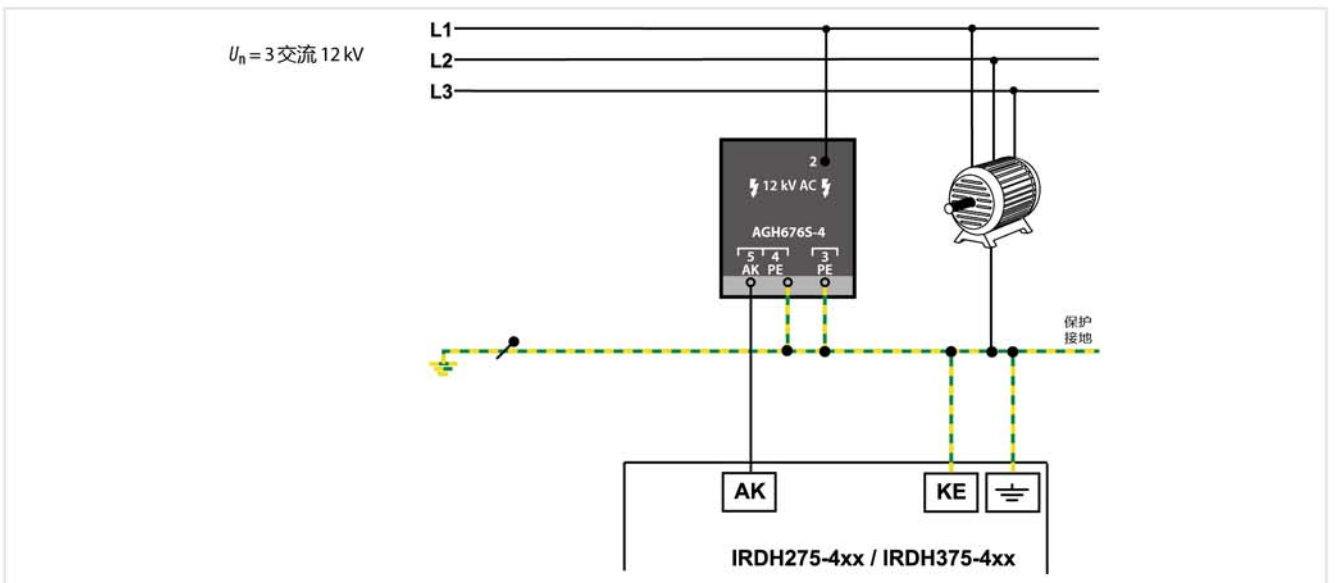 L1
Un = 3 交流 12 kV
L2
L3
2
12 kV AC
AGH676S-4
5 4 3
AK PE PE
保护
接地
AK KE
IRDH275-4xx / IRDH375-4xx